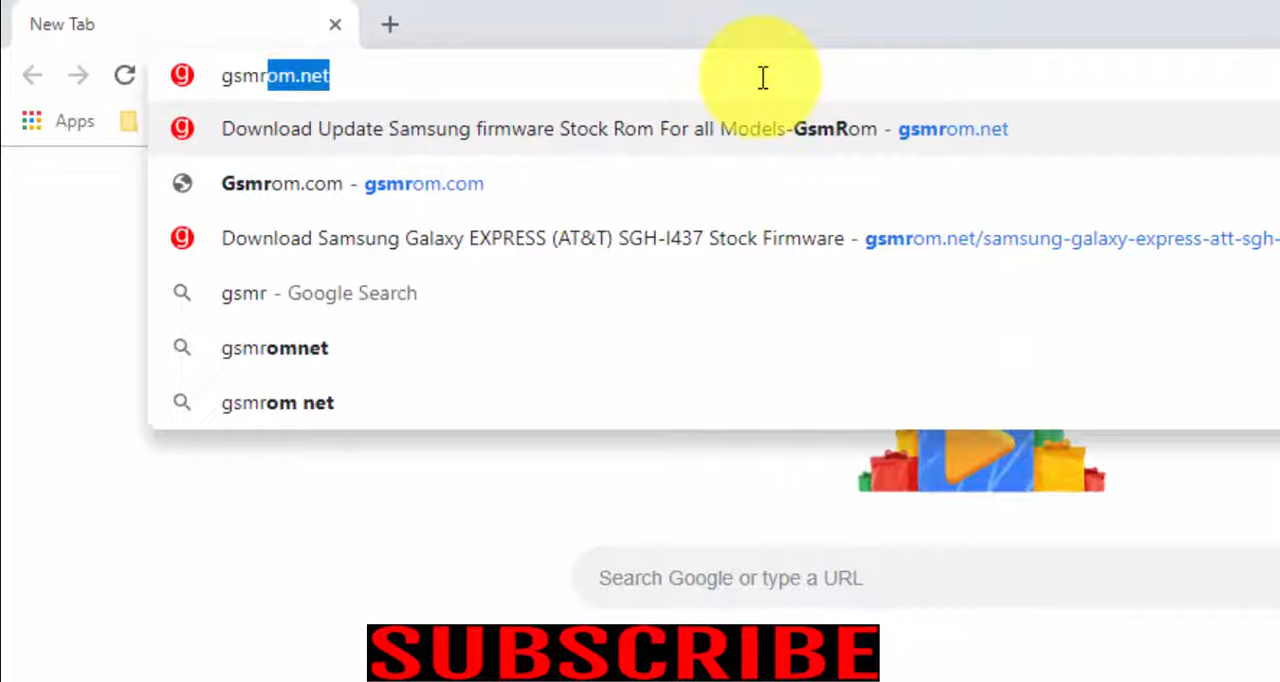 New Tab
gsmrom.net
Apps
Download Update Samsung firmware Stock Rom For all Models-GsmRom - gsmrom.net
Gsmrom.com - gsmrom.com
Download Samsung Galaxy EXPRESS (AT&T) SGH-I437 Stock Firmware - gsmrom.net/samsung-galaxy-express-att-sgh-
gsmr - Google Search
gsmromnet
gsmrom net
Search Google or type a URL
SUBSCRIBE